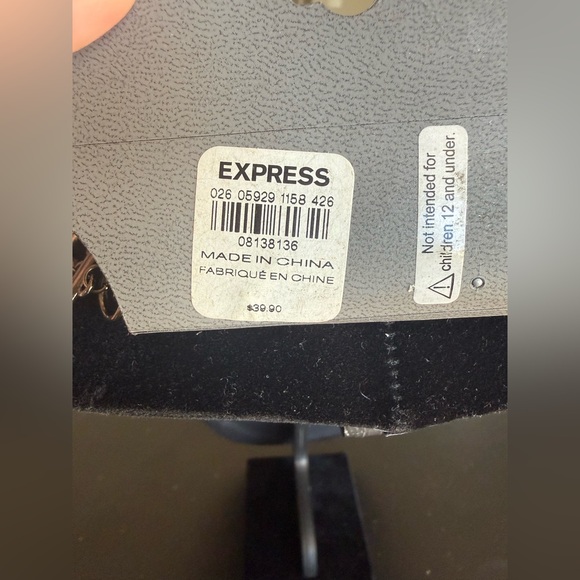 EXPRESS
026 05929 1158 426
08138136
MADE IN CHINA
FABRIQUÉ EN CHINE
$39.90
Not intended for
children 12 and under.